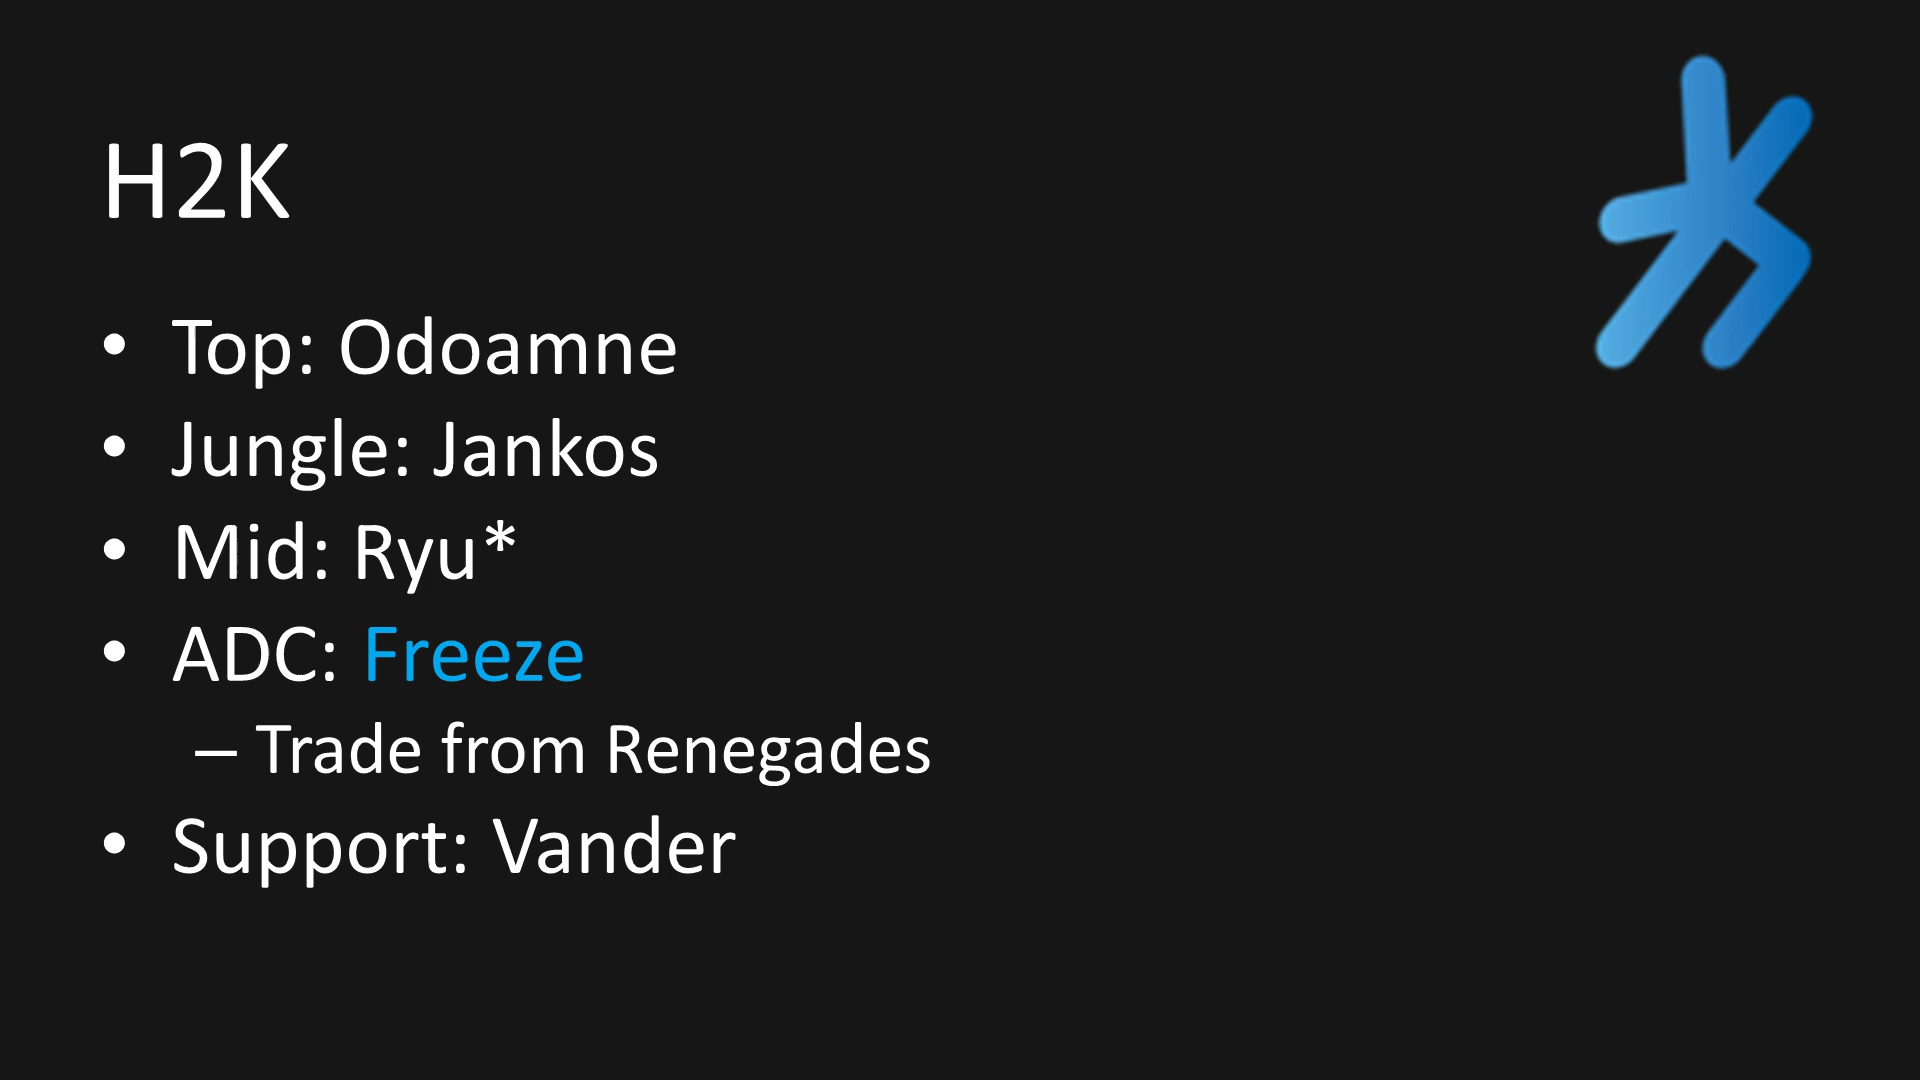 H2K
• Top: Odoamne
• Jungle: Jankos
• Mid: Ryu*
• ADC: Freeze
– Trade from Renegades
• Support: Vander